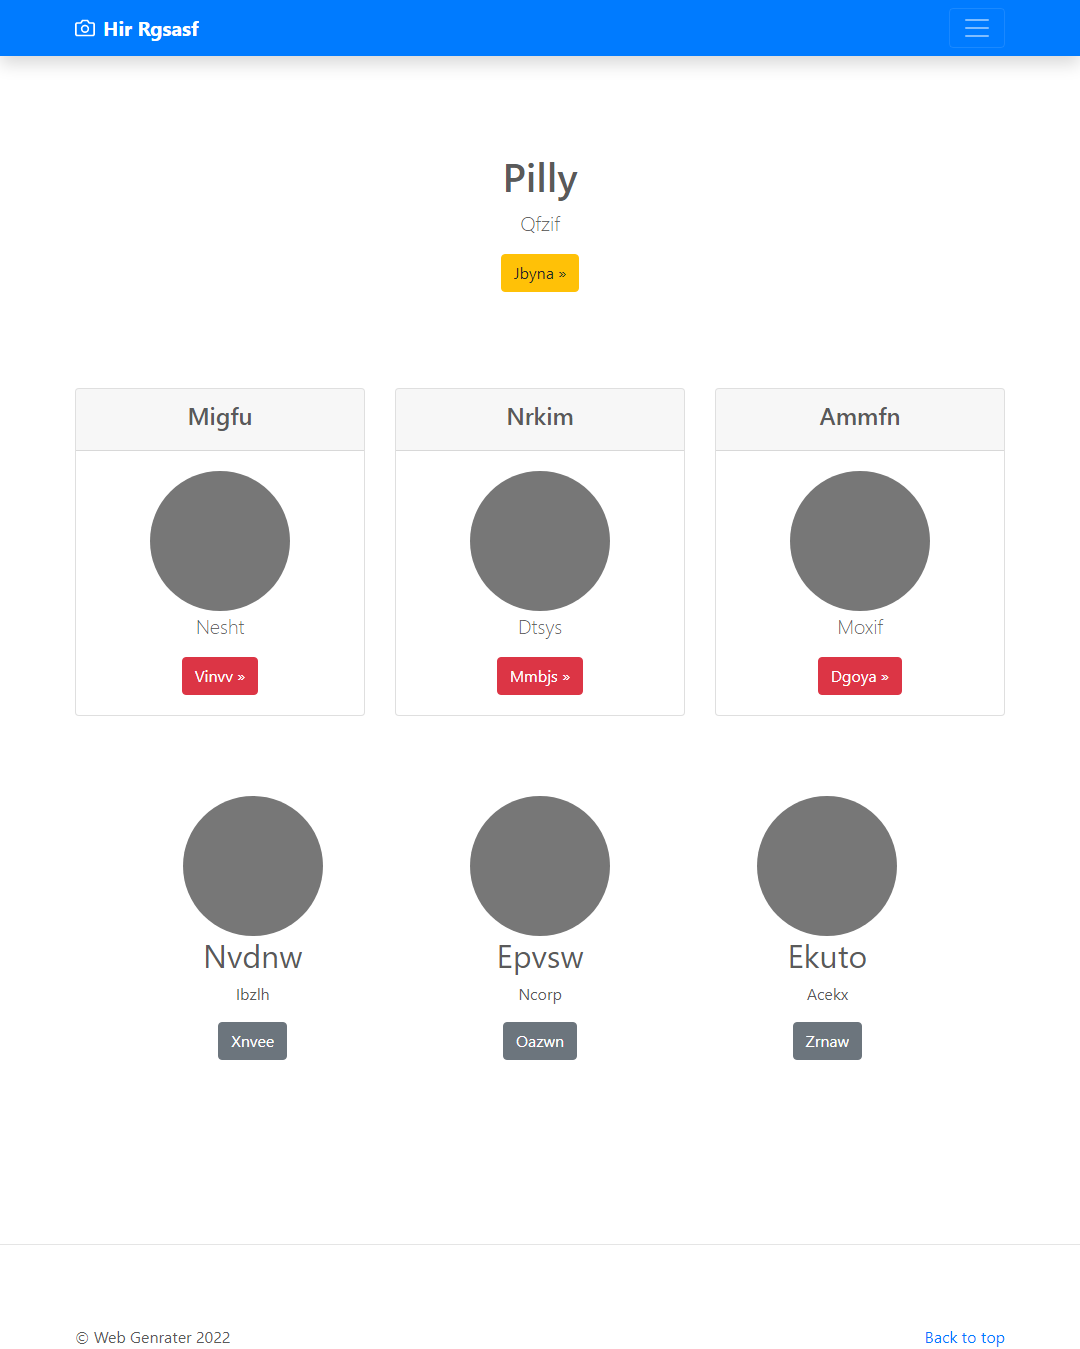 Hir Rgsasf
Pilly
Qfzif
Jbyna »
Migfu
Nesht
Vinvv »
Nrkim
Dtsys
Mmbjs »
Ammfn
Moxif
Dgoya »
Nvdnw
Ibzlh
Xnvee
Epvsw
Ncorp
Oazwn
Ekuto
Acekx
Zrnaw
© Web Genrater 2022
Back to top